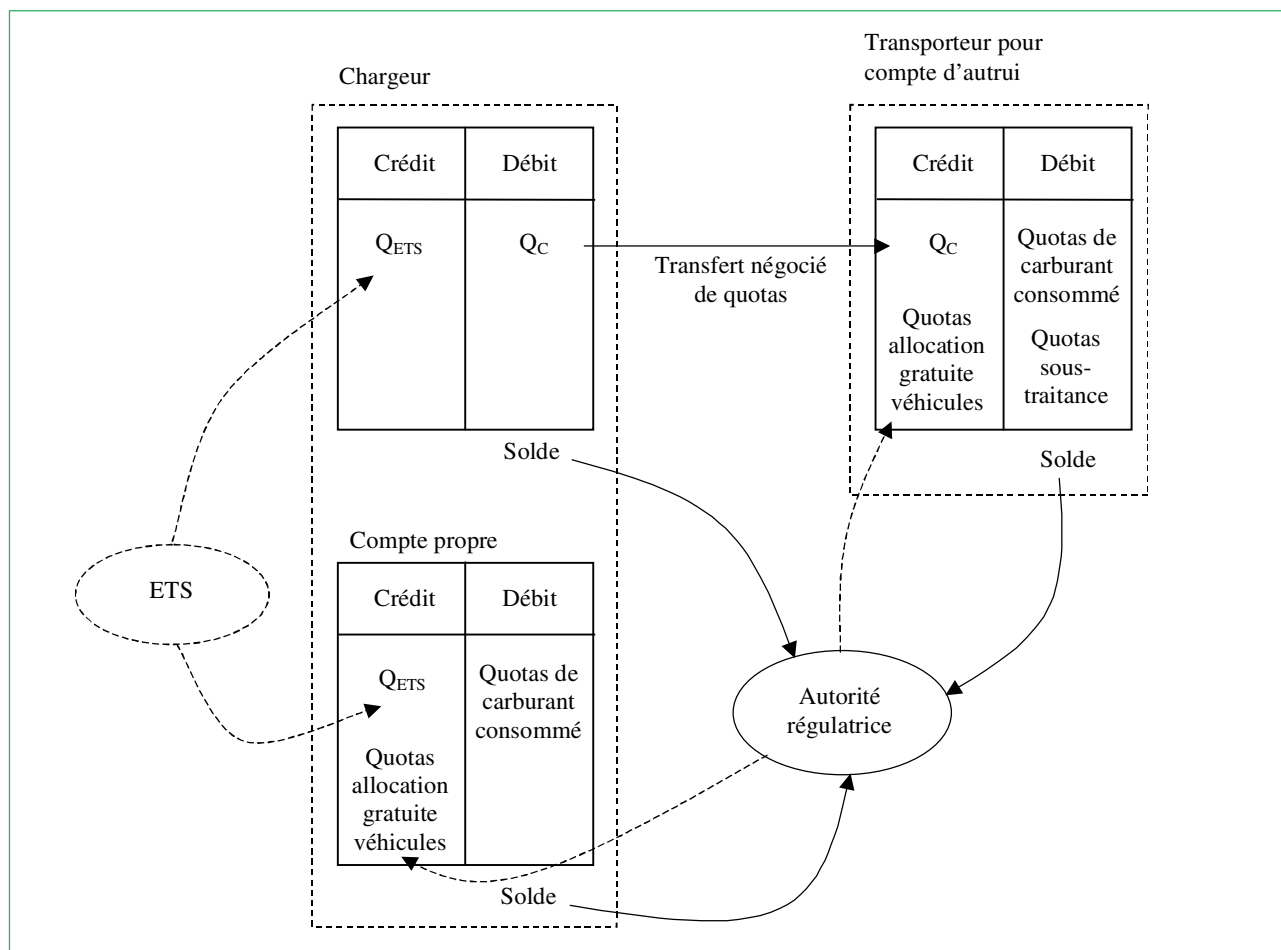 Chargeur
Transporteur pour
compte d'autrui
Crédit
Débit
Q_ETS
Q_C
Transfert négocié
de quotas
Crédit
Débit
Q_C
Quotas
allocation
gratuite
véhicules
Quotas de
carburant
consommé
Quotas
sous-
traitance
Solde
Solde
ETS
Compte propre
Crédit
Débit
Q_ETS
Quotas
allocation
gratuite
véhicules
Quotas de
carburant
consommé
Solde
Autorité
régulatrice